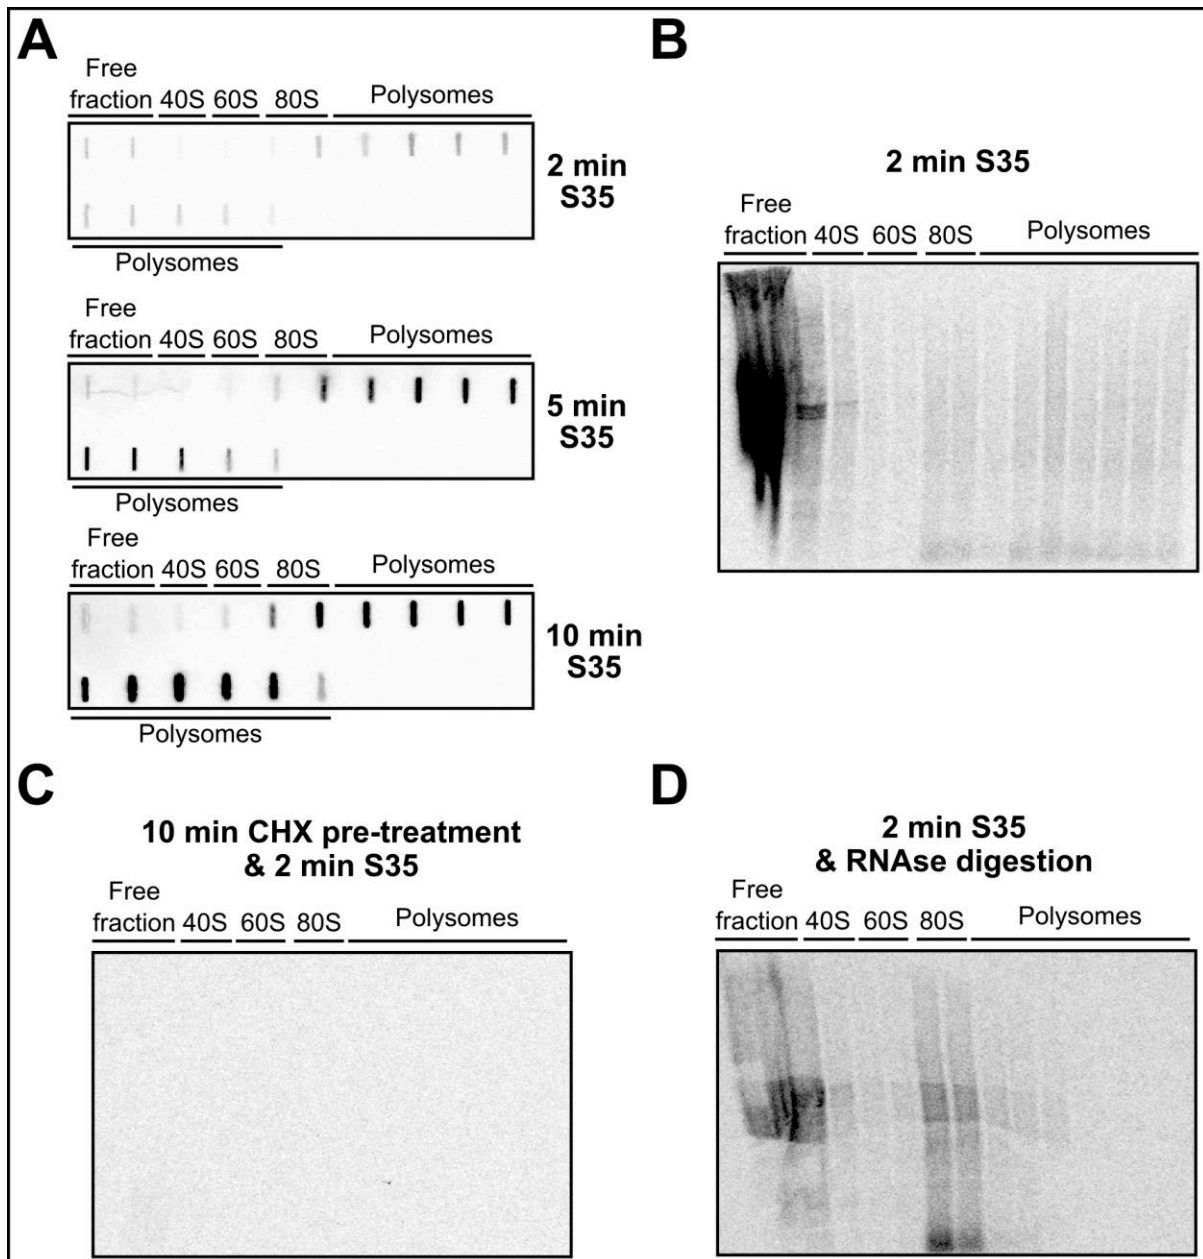 A
Free
fraction 40S 60S 80S Polysomes
2 min
S35
Polysomes
Free
fraction 40S 60S 80S Polysomes
5 min
S35
Polysomes
Free
fraction 40S 60S 80S Polysomes
10 min
S35
Polysomes
B
2 min S35
Free
fraction 40S 60S 80S Polysomes
C
10 min CHX pre-treatment
& 2 min S35
Free
fraction 40S 60S 80S Polysomes
D
2 min S35
& RNAse digestion
Free
fraction 40S 60S 80S Polysomes